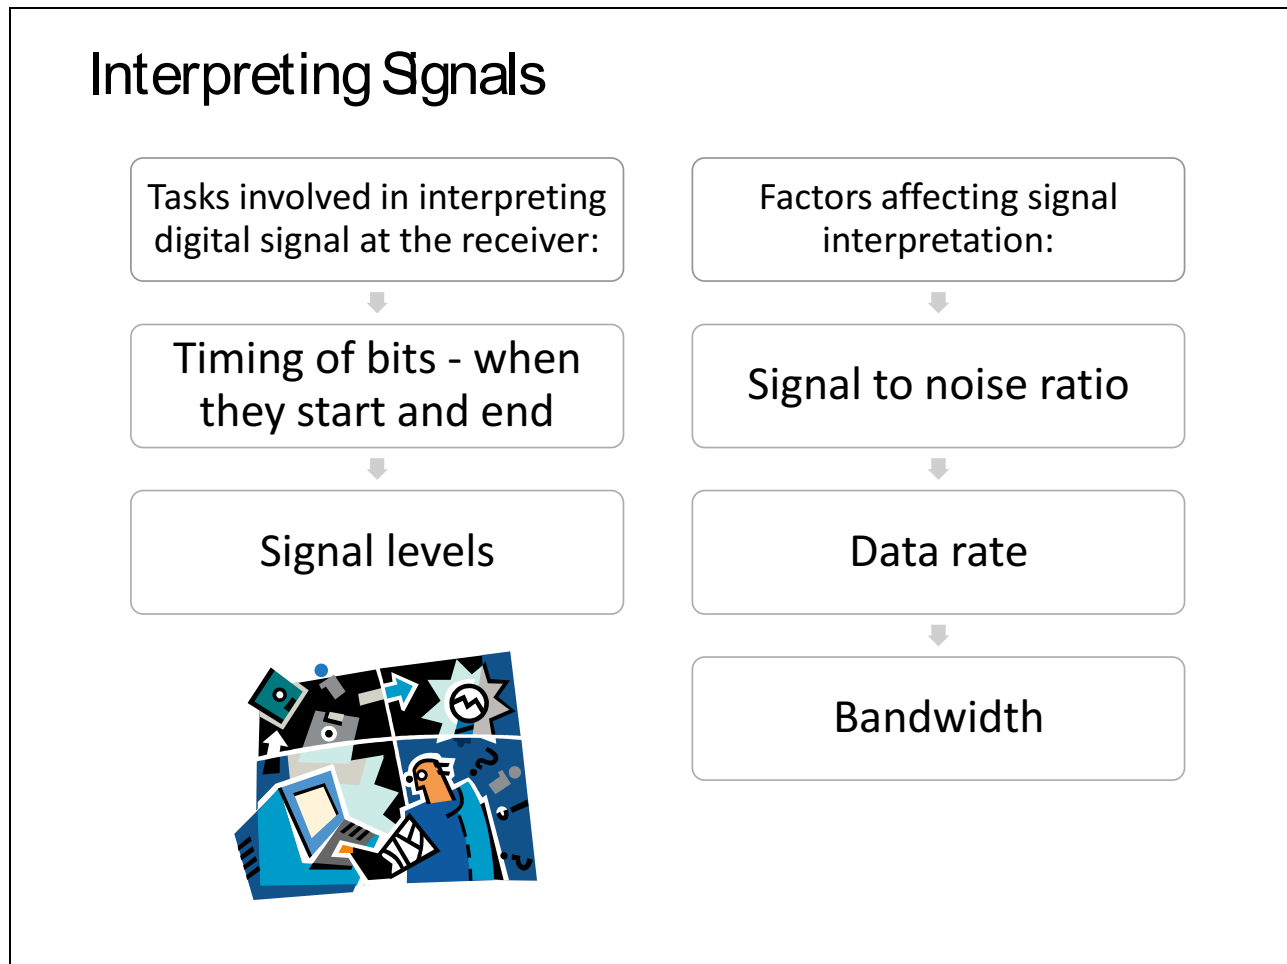 Interpreting Signals
Tasks involved in interpreting
digital signal at the receiver:
Timing of bits - when
they start and end
Signal levels
Factors affecting signal
interpretation:
Signal to noise ratio
Data rate
Bandwidth